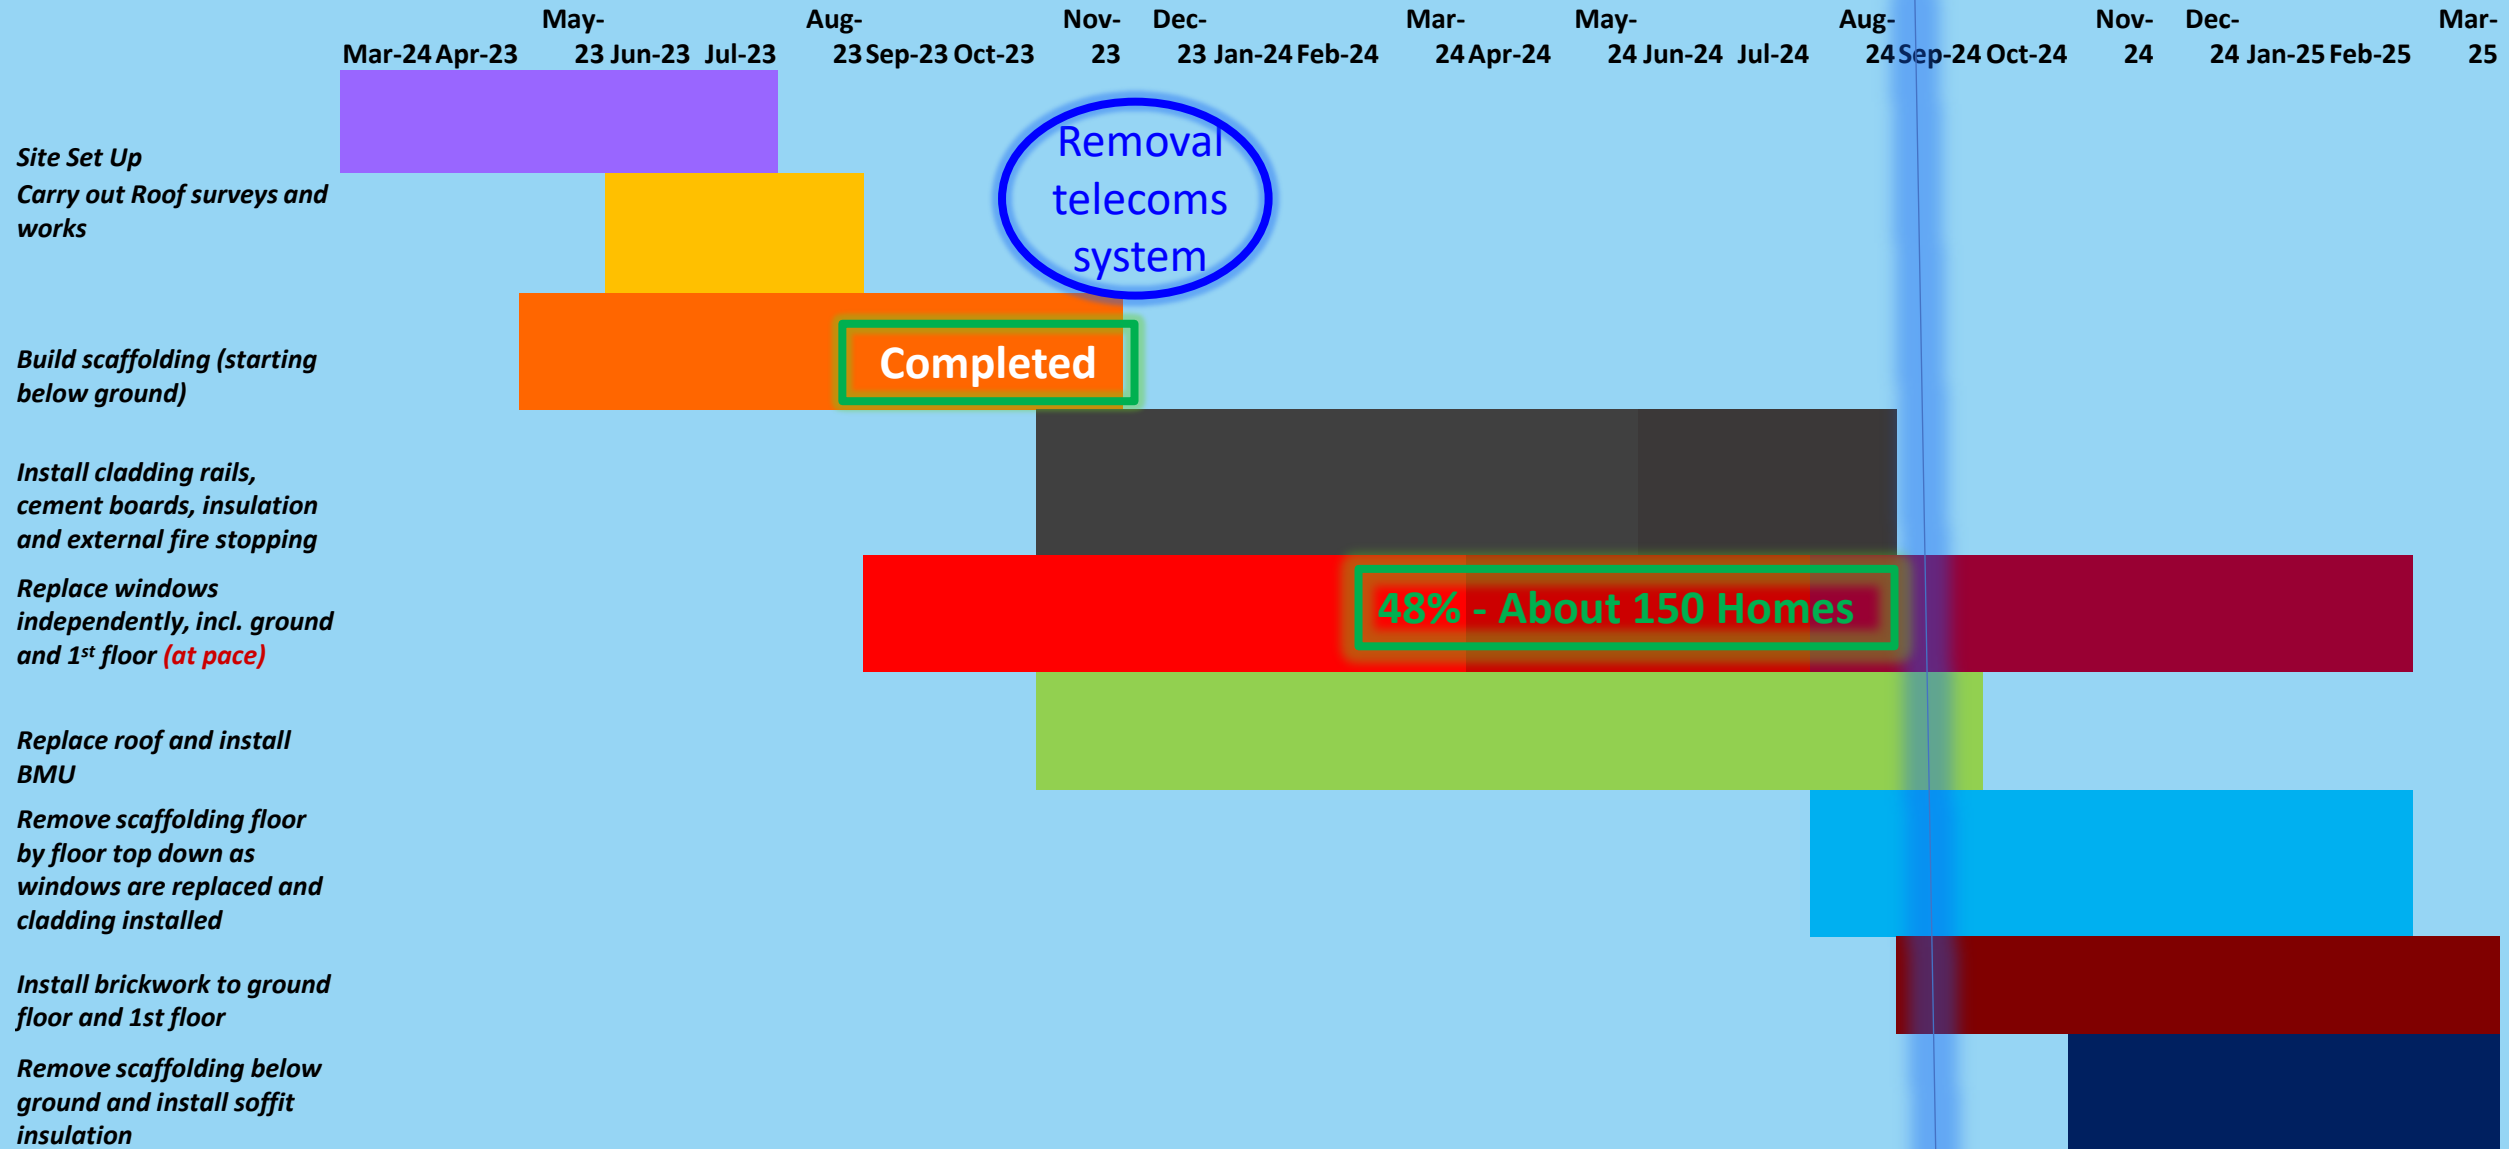 May- Aug- Nov- Dec- Mar- May- Aug- Nov- Dec- Mar-
Mar-24 Apr-23 23 Jun-23 Jul-23 23 Sep-23 Oct-23 23 23 Jan-24 Feb-24 24 Apr-24 24 Jun-24 Jul-24 24 Sep-24 Oct-24 24 24 Jan-25 Feb-25 25
Removal
telecoms
system
Site Set Up
Carry out Roof surveys and
works
Build scaffolding (starting
below ground)
Completed
Install cladding rails,
cement boards, insulation
and external fire stopping
Replace windows
independently, incl. ground
and 1st floor (at pace)
48% - About 150 Homes
Replace roof and install
BMU
Remove scaffolding floor
by floor top down as
windows are replaced and
cladding installed
Install brickwork to ground
floor and 1st floor
Remove scaffolding below
ground and install soffit
insulation